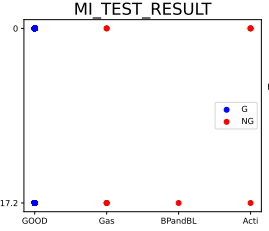 MI_TEST_RESULT
0
G
NG
17.2
GOOD Gas BPandBL Acti